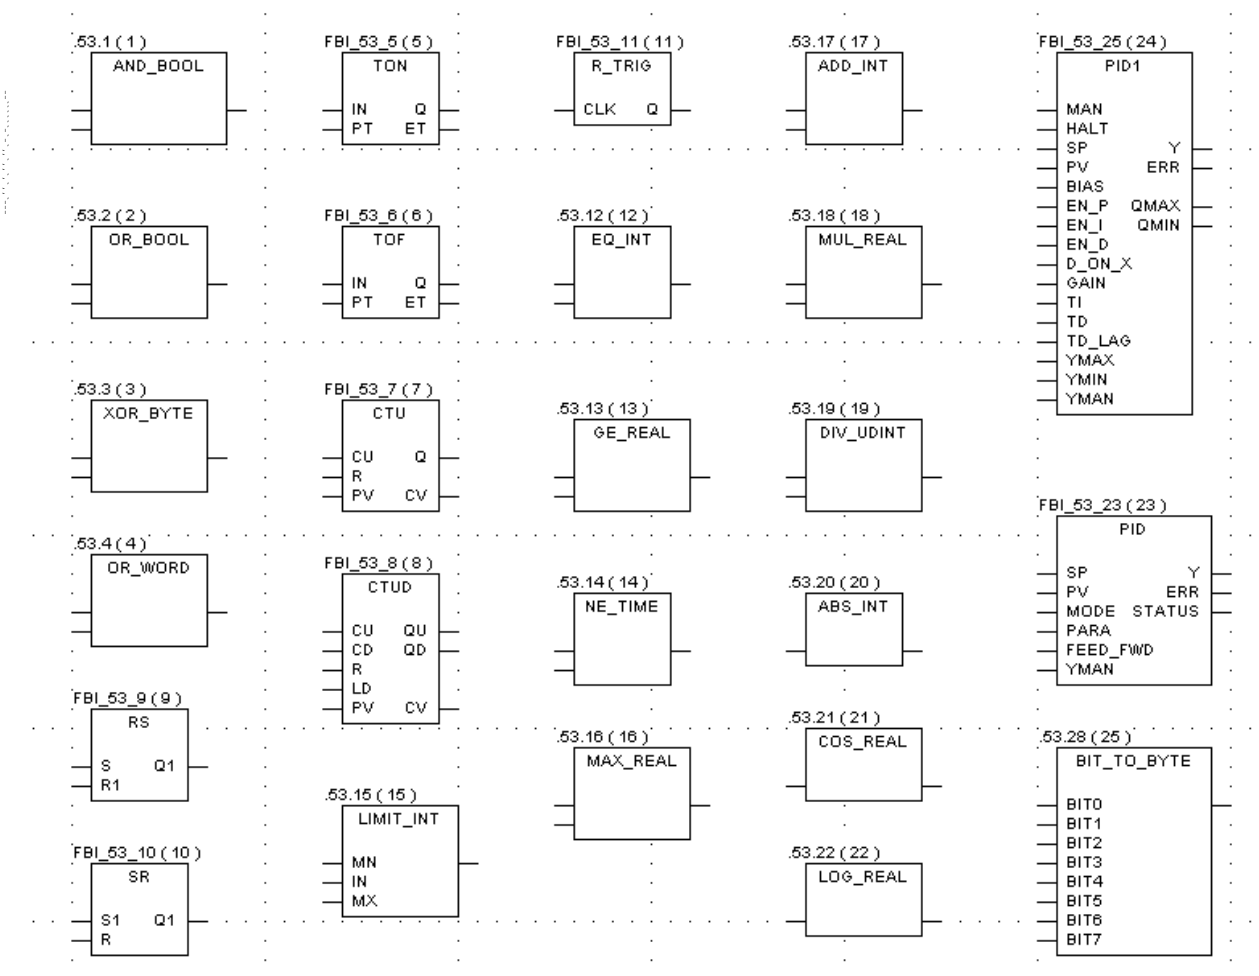 .53.1 ( 1 )
AND_BOOL
.53.2 ( 2 )
OR_BOOL
.53.3 ( 3 )
XOR_BYTE
.53.4 ( 4 )
OR_WORD
FBI_53_9 ( 9 )
RS
S Q1
R1
FBI_53_10 ( 10 )
SR
S1 Q1
R
FBI_53_5 ( 5 )
TON
IN Q
PT ET
FBI_53_6 ( 6 )
TOF
IN Q
PT ET
FBI_53_7 ( 7 )
CTU
CU Q
R
PV CV
FBI_53_8 ( 8 )
CTUD
CU QU
CD QD
R
LD
PV CV
.53.15 ( 15 )
LIMIT_INT
MN
IN
MX
FBI_53_11 ( 11 )
R_TRIG
CLK Q
.53.12 ( 12 )
EQ_INT
.53.13 ( 13 )
GE_REAL
.53.14 ( 14 )
NE_TIME
.53.16 ( 16 )
MAX_REAL
.53.17 ( 17 )
ADD_INT
.53.18 ( 18 )
MUL_REAL
.53.19 ( 19 )
DIV_UDINT
.53.20 ( 20 )
ABS_INT
.53.21 ( 21 )
COS_REAL
.53.22 ( 22 )
LOG_REAL
FBI_53_25 ( 24 )
PID1
MAN
HALT
SP Y
PV ERR
BIAS
EN_P QMAX
EN_I QMIN
EN_D
D_ON_X
GAIN
TI
TD
TD_LAG
YMAX
YMIN
YMAN
FBI_53_23 ( 23 )
PID
SP Y
PV ERR
MODE STATUS
PARA
FEED_FWD
YMAN
.53.28 ( 25 )
BIT_TO_BYTE
BIT0
BIT1
BIT2
BIT3
BIT4
BIT5
BIT6
BIT7